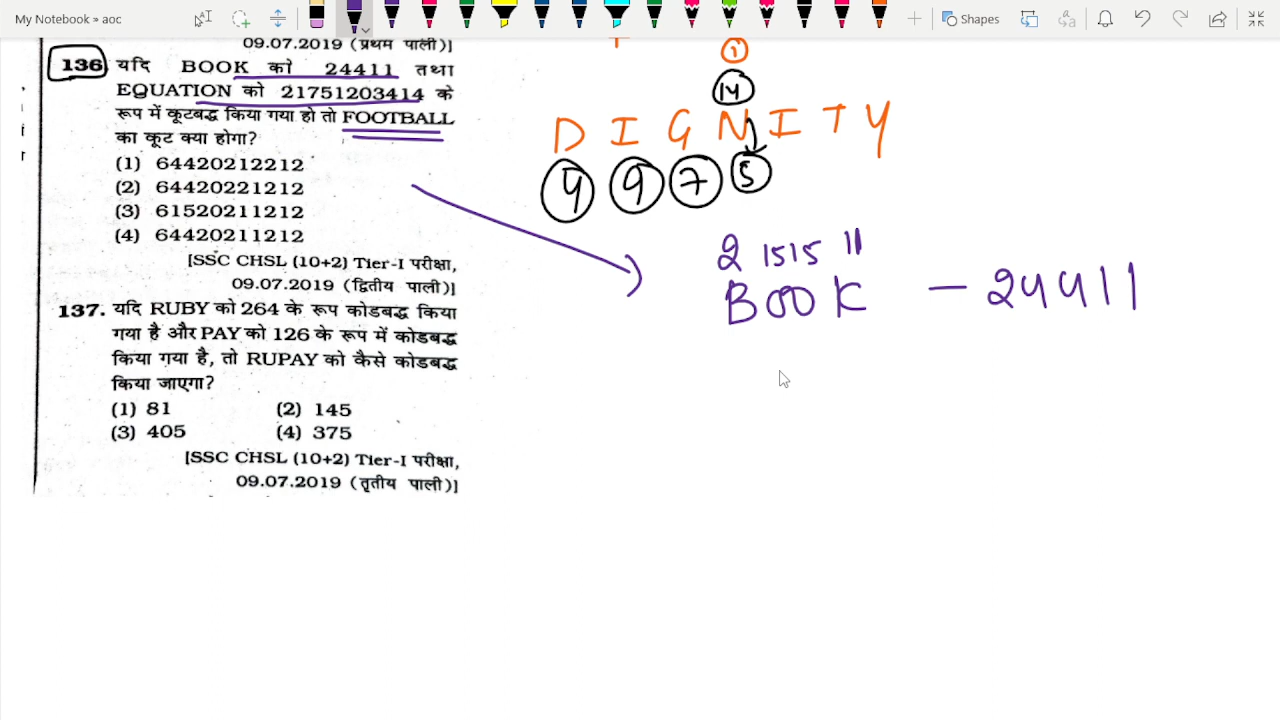 My Notebook » aoc
Shapes
09.07.2019 (प्रथम पाली)]
136 यदि BOOK को 24411 तथा
EQUATION को 21751203414 के
रूप में कूटबद्ध किया गया हो तो FOOTBALL
का कूट क्या होगा?
(1) 64420212212
(2) 644202221212
(3) 61520211212
(4) 64420211212
[SSC CHSL (10+2) Tier-I परीक्षा,
09.07.2019 (द्वितीय पाली)]
137. यदि RUBY को 264 के रूप कोडबद्ध किया
गया है और PAY को 126 के रूप में कोडबद्ध
किया गया है, तो RUPAY को कैसे कोडबद्ध
किया जाएगा?
(1) 81 (2) 145
(3) 405 (4) 375
[SSC CHSL (10+2) Tier-I परीक्षा,
09.07.2019 (तृतीय पाली)]
14
D I G N I T Y
4 9 7 5
2 15 15 11
BOOK — 24411